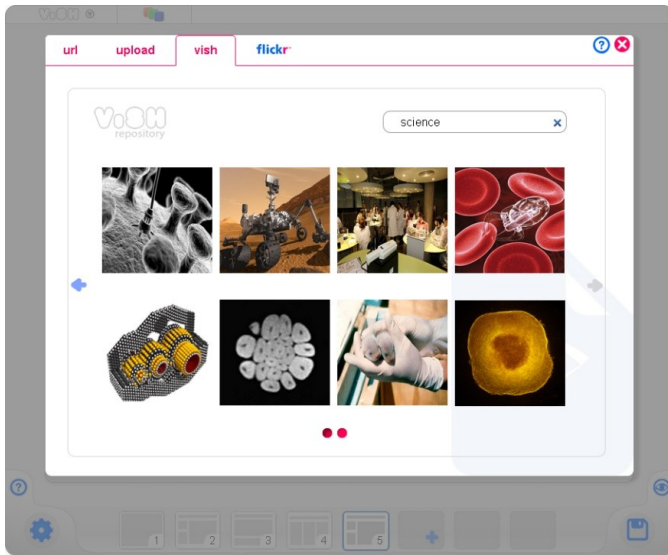 ViSH
url
upload
vish
flickr
?
ViSH
repository
science
?
1
2
3
4
5